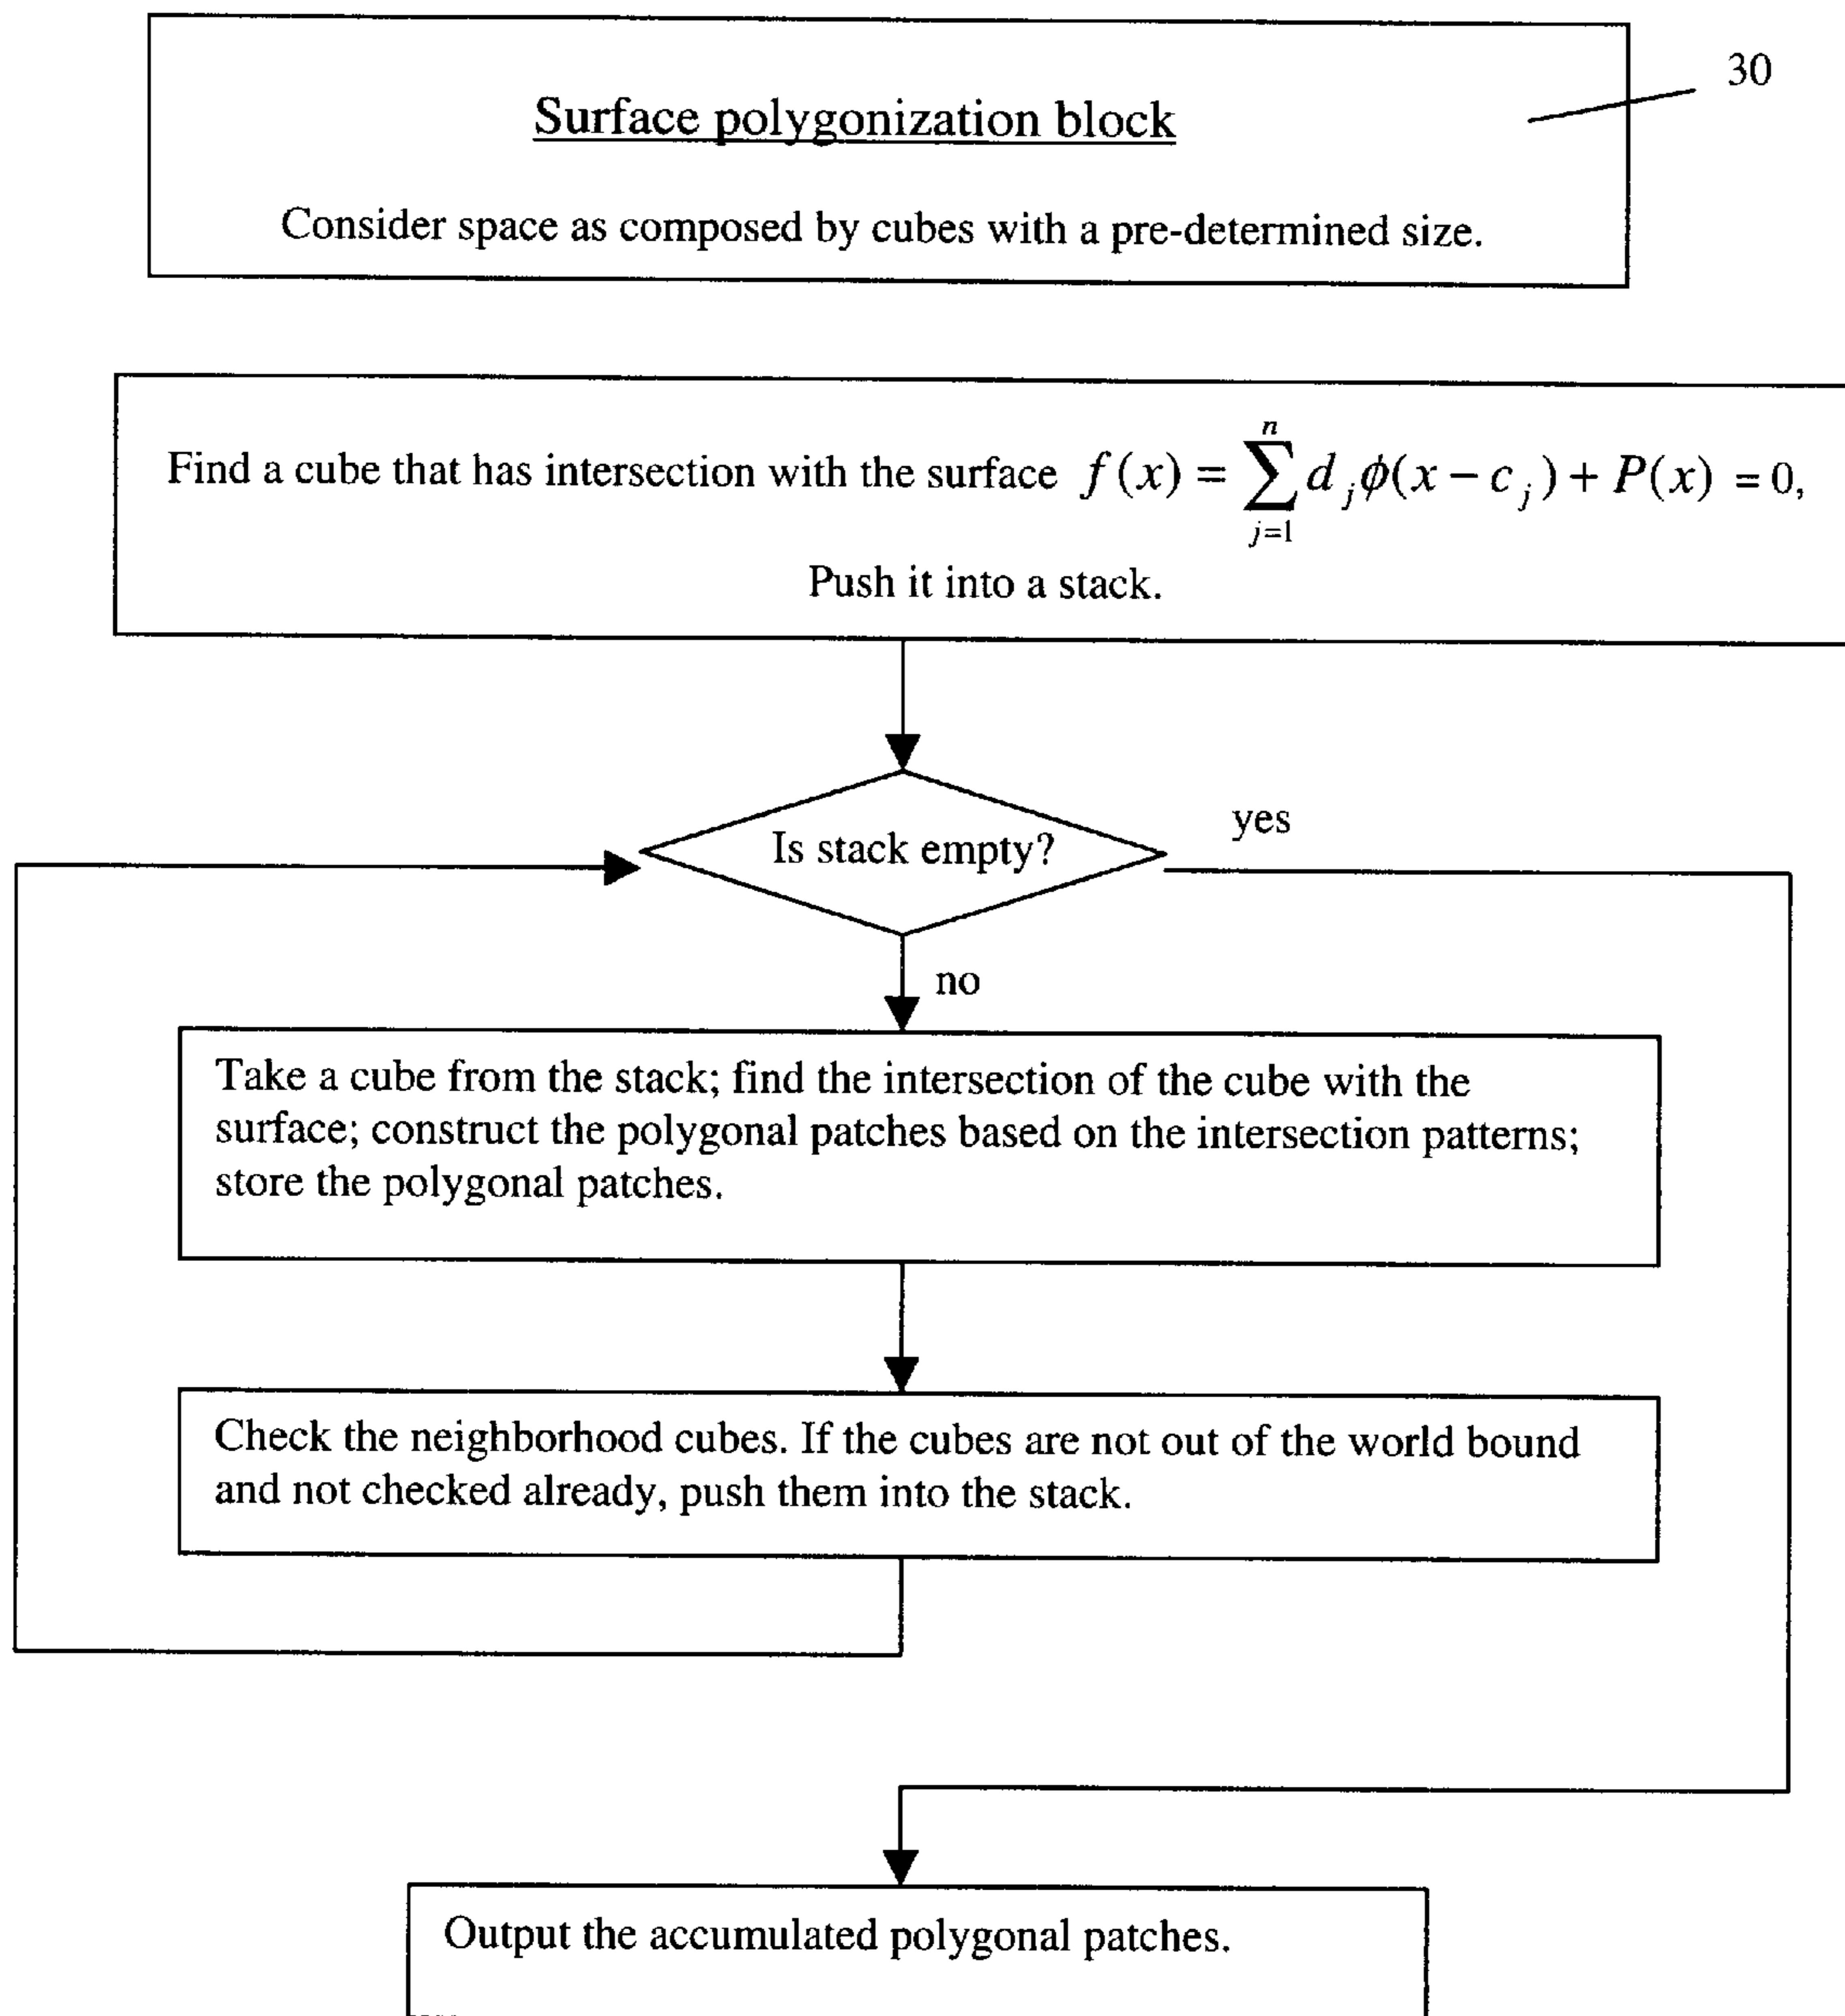 30
Surface polygonization block
Consider space as composed by cubes with a pre-determined size.
Find a cube that has intersection with the surface $f(x) = \sum_{j=1}^{n} d_j \phi(x - c_j) + P(x) = 0,$
Push it into a stack.
Is stack empty?
yes
no
Take a cube from the stack; find the intersection of the cube with the
surface; construct the polygonal patches based on the intersection patterns;
store the polygonal patches.
Check the neighborhood cubes. If the cubes are not out of the world bound
and not checked already, push them into the stack.
Output the accumulated polygonal patches.